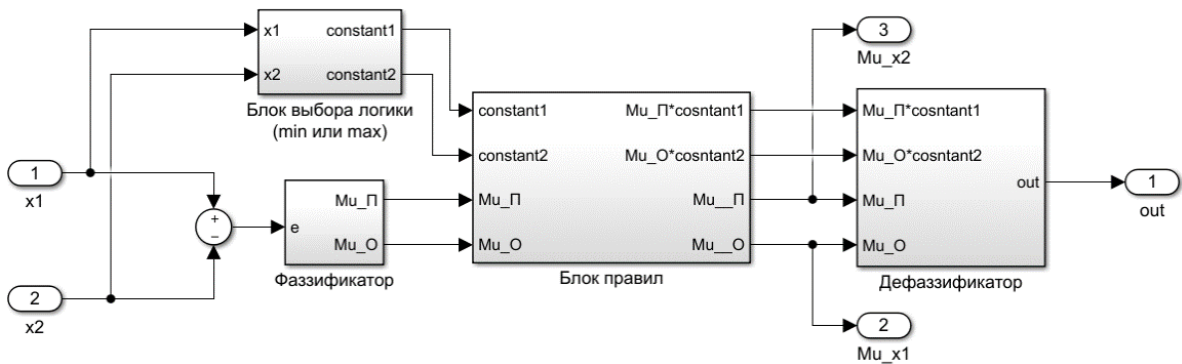 x1
constant1
x2
constant2
Блок выбора логики
(min или max)
3
Mu_x2
constant1
Mu_П*cosntant1
constant2
Mu_O*cosntant2
Mu_П
Mu__П
Mu_O
Mu__O
Блок правил
Mu_П*cosntant1
Mu_O*cosntant2
Mu_П
Mu_O
out
Дефаззификатор
1
out
1
x1
+
−
e
Mu_П
Mu_O
Фаззификатор
2
x2
2
Mu_x1